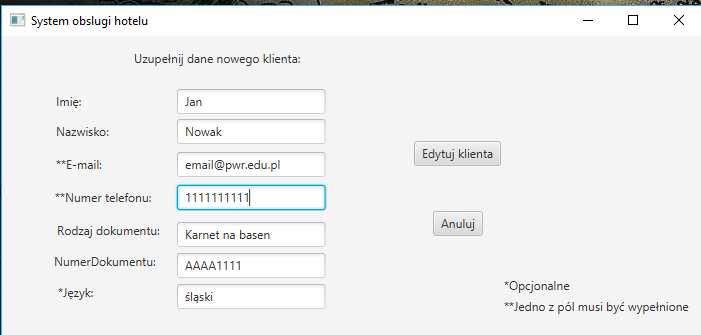 System obslugi hotelu
Uzupełnij dane nowego klienta:
Imię: Jan
Nazwisko: Nowak
**E-mail: email@pwr.edu.pl
**Numer telefonu: 1111111111
Rodzaj dokumentu: Karnet na basen
NumerDokumentu: AAAA1111
*Język: śląski
Edytuj klienta
Anuluj
*Opcjonalne
**Jedno z pól musi być wypełnione